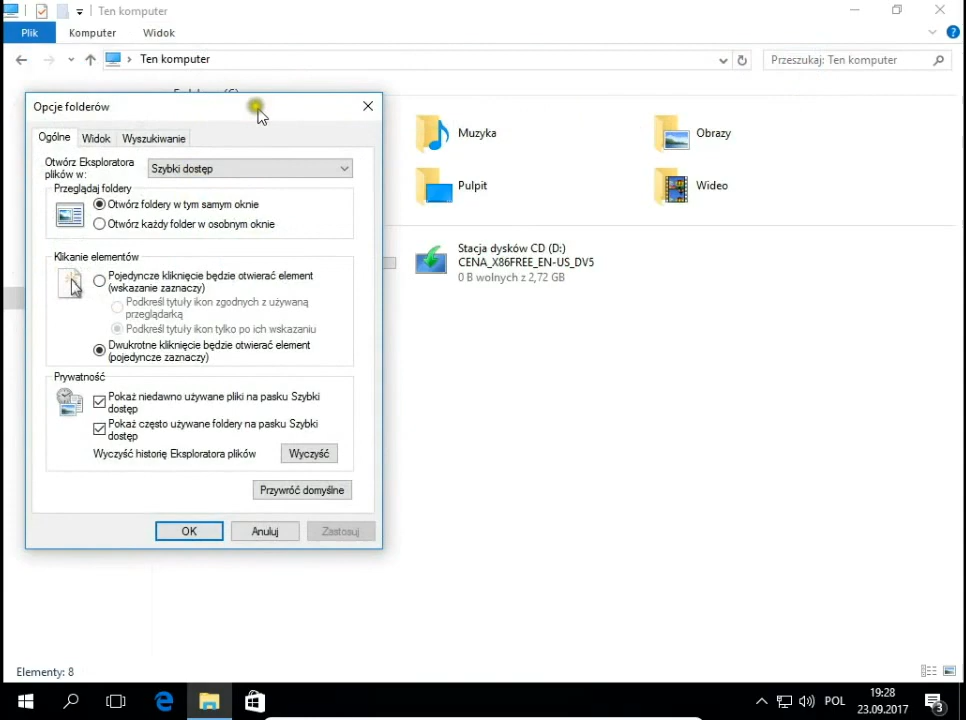 Ten komputer
Plik
Komputer
Widok
Ten komputer
Przeszukaj: Ten komputer
Opcje folderów
Ogólne
Widok
Wyszukiwanie
Otwórz Eksploratora
plików w:
Szybki dostęp
Przeglądaj foldery
Otwórz foldery w tym samym oknie
Otwórz każdy folder w osobnym oknie
Klikanie elementów
Pojedyncze kliknięcie będzie otwierać element
(wskazanie zaznaczy)
Podkreśl tytuły ikon zgodnych z używaną
przeglądarką
Podkreśl tytuły ikon tylko po ich wskazaniu
Dwukrotne kliknięcie będzie otwierać element
(pojedyncze zaznaczy)
Prywatność
Pokaż niedawno używane pliki na pasku Szybki
dostęp
Pokaż często używane foldery na pasku Szybki
dostęp
Wyczyść historię Eksploratora plików
Wyczyść
Przywróć domyślne
OK
Anuluj
Zastosuj
Muzyka
Obrazy
Pulpit
Wideo
Stacja dysków CD (D:)
CENA_X86FREE_EN-US_DV5
0 B wolnych z 2,72 GB
Elementy: 8
POL
19:28
23.09.2017
3